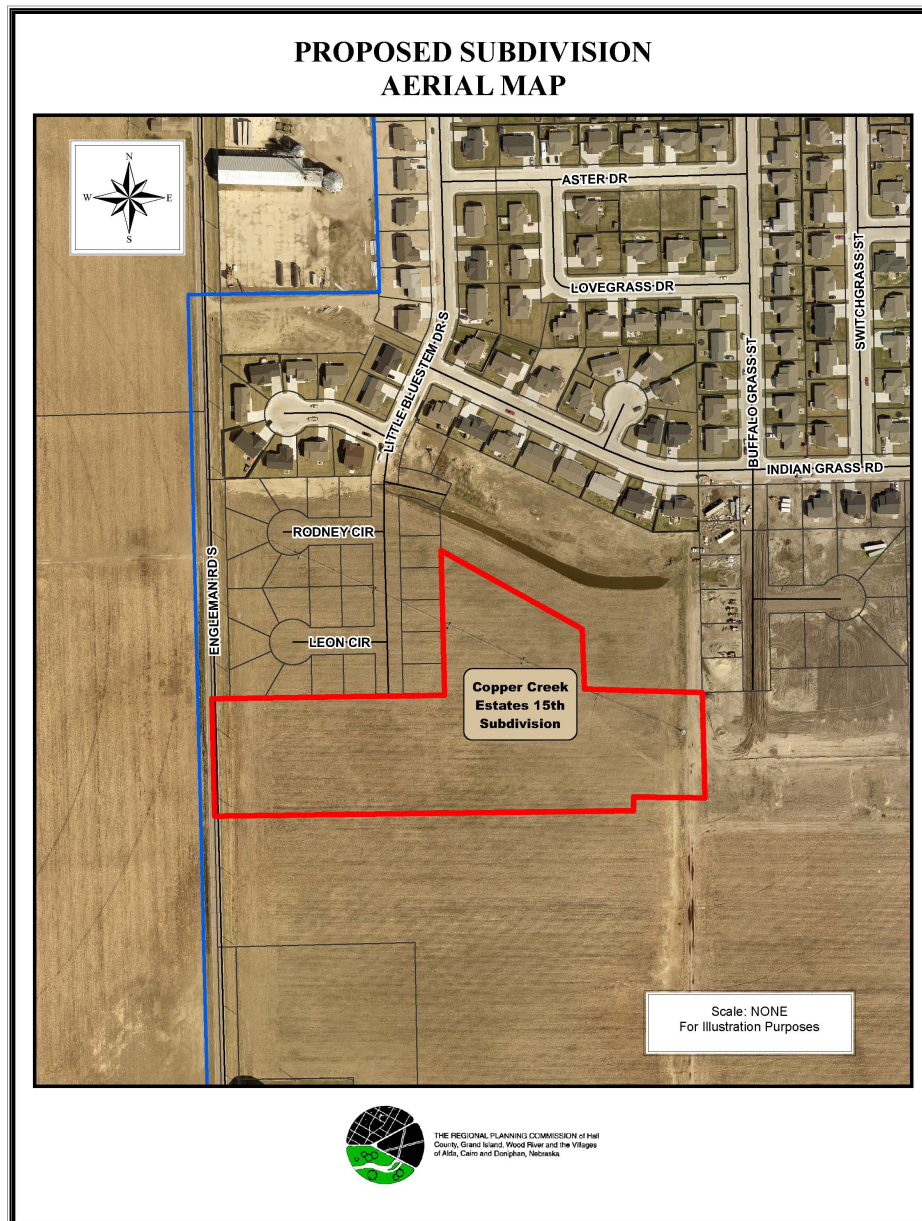 PROPOSED SUBDIVISION
AERIAL MAP
N
W
E
S
ASTER DR
LOVEGRASS DR
SWITCHGRASS ST
LITTLE BLUESTEM DR S
BUFFALO GRASS ST
INDIAN GRASS RD
RODNEY CIR
ENGLEMAN RD S
LEON CIR
Copper Creek
Estates 15th
Subdivision
Scale: NONE
For Illustration Purposes
THE REGIONAL PLANNING COMMISSION of Hall
County, Grand Island, Wood River and the Villages
of Alda, Cairo and Doniphan, Nebraska